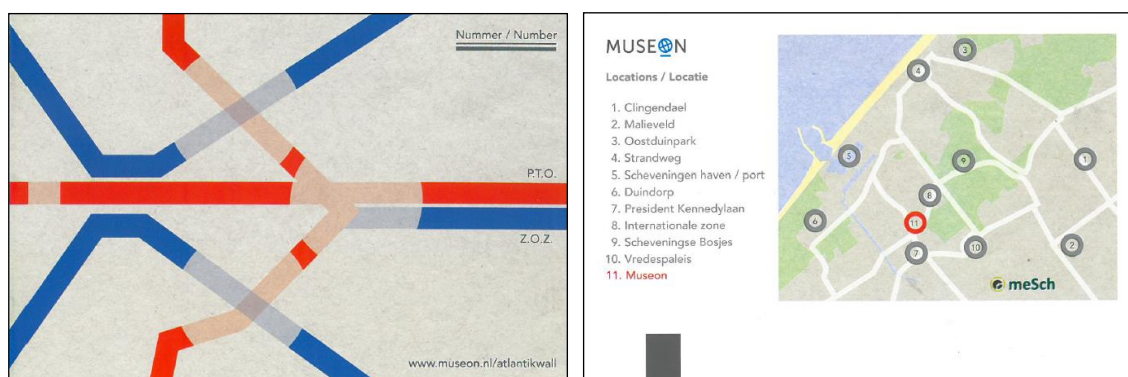 Nummer / Number
P.T.O.
Z.O.Z.
www.museon.nl/atlantikwall
MUSEON
Locations / Locatie
1. Clingendael
2. Malieveld
3. Oostduinpark
4. Strandweg
5. Scheveningen haven / port
6. Duindorp
7. President Kennedylaan
8. Internationale zone
9. Scheveningse Bosjes
10. Vredespaleis
11. Museon
3
4
5
9
1
8
6
11
7
10
2
meSch